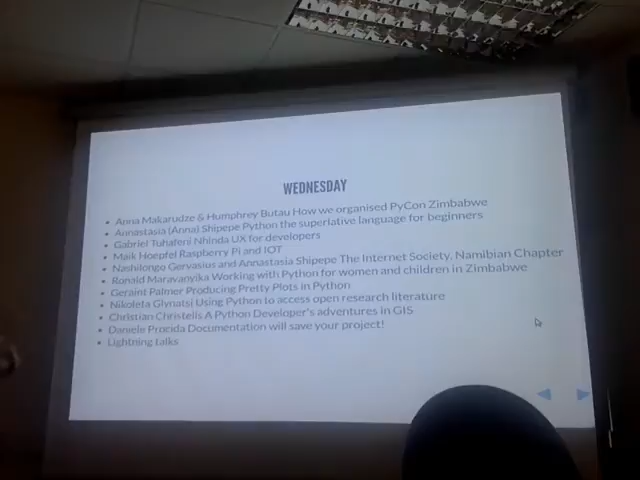 WEDNESDAY
Anna Makarudze & Humphrey Butau How we organised PyCon Zimbabwe
Annastasia (Anna) Shipepe Python the superlative language for beginners
Gabriel Tuhafeni Nhinda UX for developers
Maik Hoepfel Raspberry Pi and IOT
Nashilongo Gervasius and Annastasia Shipepe The Internet Society, Namibian Chapter
Ronald Maravanyika Working with Python for women and children in Zimbabwe
Geraint Palmer Producing Pretty Plots in Python
Nikoleta Glynatsi Using Python to access open research literature
Christian Christelis A Python Developer's adventures in GIS
Daniele Procida Documentation will save your project!
Lightning talks